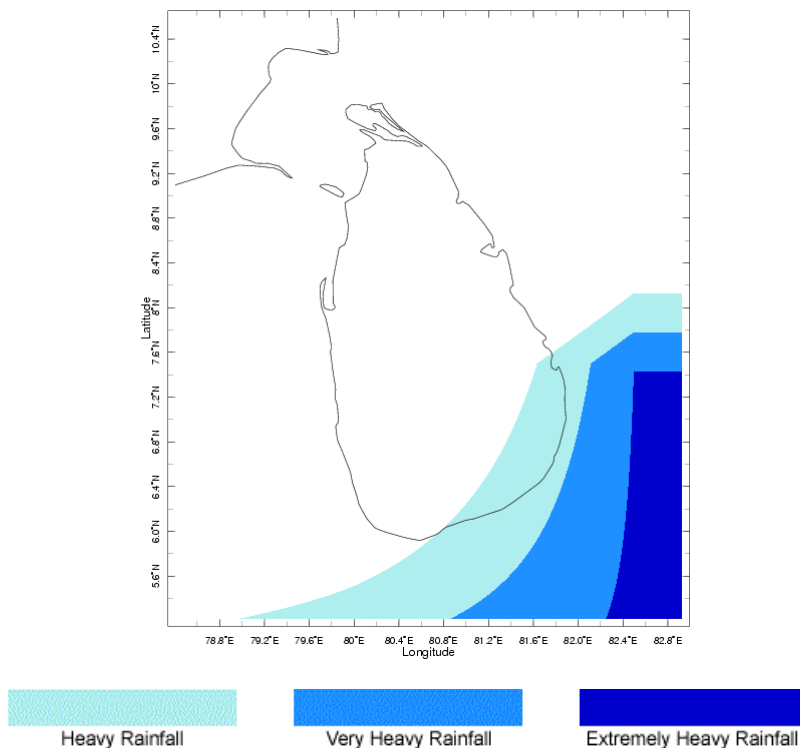 10.4°N
10°N
9.6°N
9.2°N
8.8°N
8.4°N
8°N
7.6°N
7.2°N
6.8°N
6.4°N
6.0°N
5.6°N
Latitude
78.8°E 79.2°E 79.6°E 80°E 80.4°E 80.8°E 81.2°E 81.6°E 82.0°E 82.4°E 82.8°E
Longitude
Heavy Rainfall Very Heavy Rainfall Extremely Heavy Rainfall